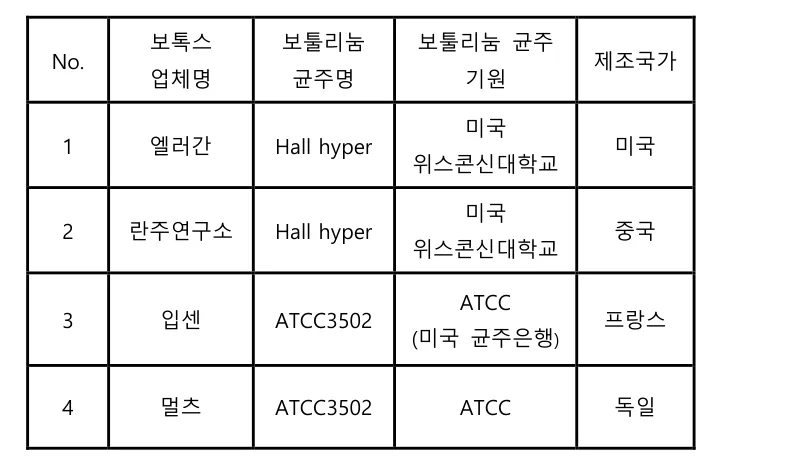 No. 보톡스 업체명 보툴리눔 균주명 보툴리눔 균주 기원 제조국가
1 엘러간 Hall hyper 미국 위스콘신대학교 미국
2 란주연구소 Hall hyper 미국 위스콘신대학교 중국
3 입센 ATCC3502 ATCC (미국 균주은행) 프랑스
4 멀츠 ATCC3502 ATCC 독일